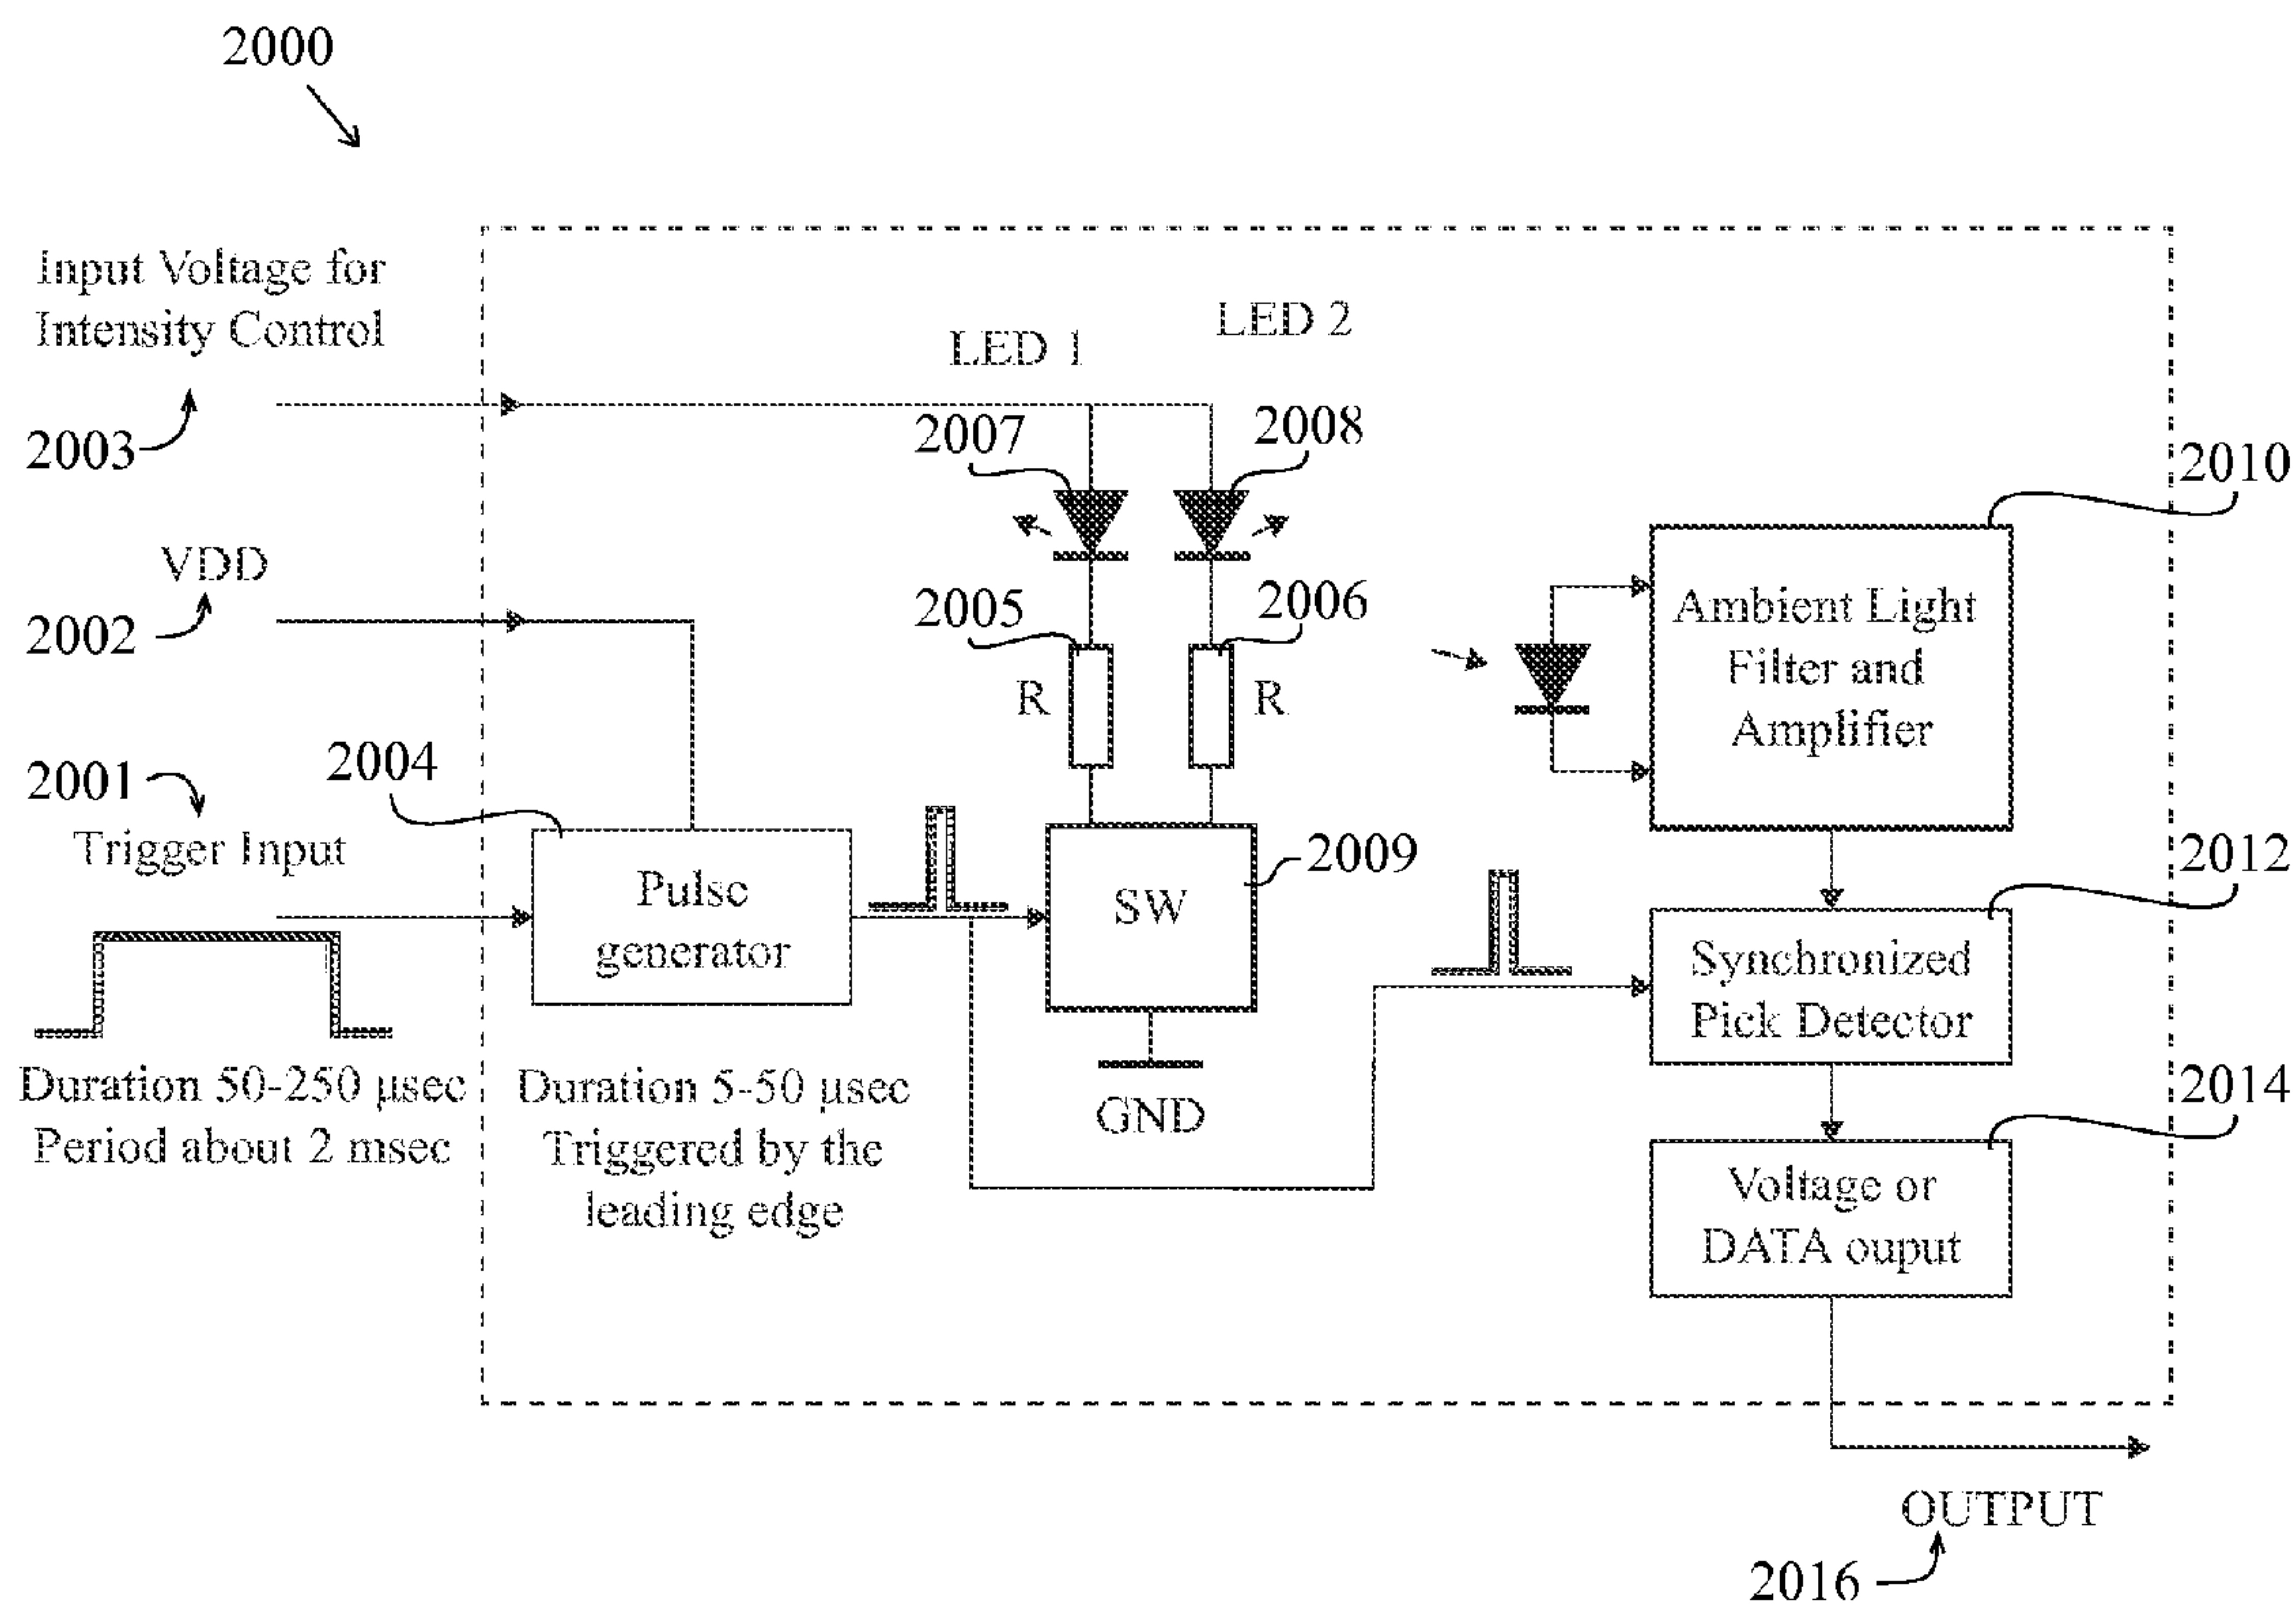 2000
Input Voltage for
Intensity Control
2003
LED 1
LED 2
2007
2008
2010
VDD
2002
2005
2006
R
R
Ambient Light
Filter and
Amplifier
2001
Trigger Input
2004
Pulse
generator
SW
2009
2012
Synchronized
Pick Detector
GND
Duration 50-250 μsec
Period about 2 msec
Duration 5-50 μsec
Triggered by the
leading edge
2014
Voltage or
DATA ouput
OUTPUT
2016